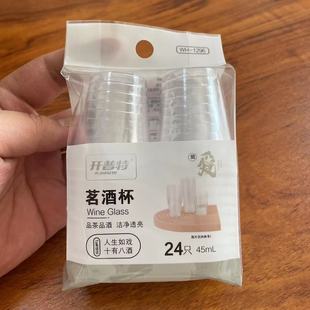 WH-1296
开普特
茗酒杯
Wine Glass
品茶品酒 洁净透亮
人生如戏
十有八酒
24只 45mL